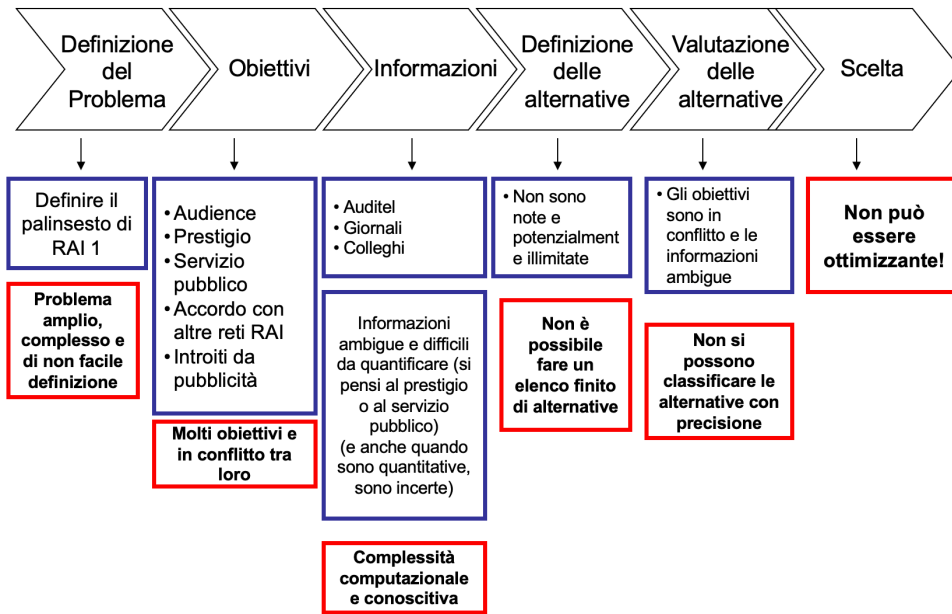 Definizione
del
Problema
Obiettivi
Informazioni
Definizione
delle
alternative
Valutazione
delle
alternative
Scelta
Definire il
palinsesto di
RAI 1
Problema
amplio,
complesso e
di non facile
definizione
• Audience
• Prestigio
• Servizio
pubblico
• Accordo con
altre reti RAI
• Introiti da
pubblicità
Molti obiettivi e
in conflitto tra
loro
• Auditel
• Giornali
• Colleghi
Informazioni
ambigue e difficili
da quantificare (si
pensi al prestigio
o al servizio
pubblico)
(e anche quando
sono quantitative,
sono incerte)
Complessità
computazionale
e conoscitiva
• Non sono
note e
potenzialment
e illimitate
Non è
possibile
fare un
elenco finito
di alternative
• Gli obiettivi
sono in
conflitto e le
informazioni
ambigue
Non si
possono
classificare le
alternative con
precisione
Non può
essere
ottimizzante!